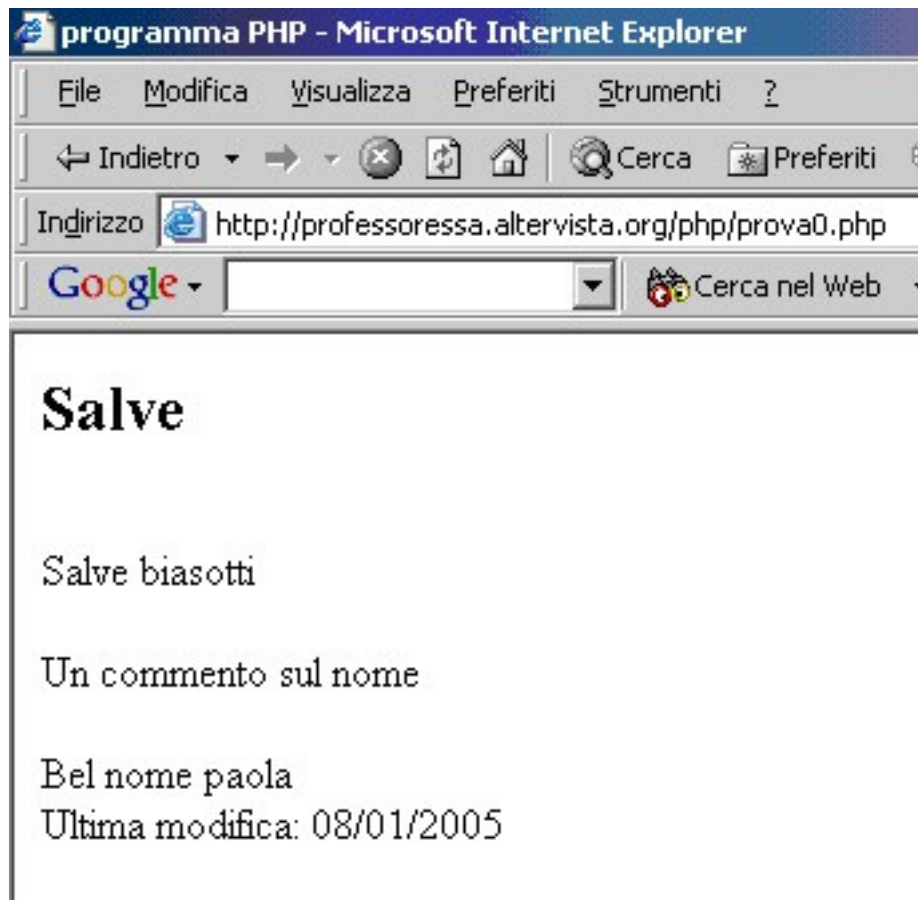 programma PHP - Microsoft Internet Explorer
File Modifica Visualizza Preferiti Strumenti ?
Indietro Cerca Preferiti
Indirizzo http://professoressa.altervista.org/php/prova0.php
Google Cerca nel Web
Salve
Salve biasotti
Un commento sul nome
Bel nome paola
Ultima modifica: 08/01/2005